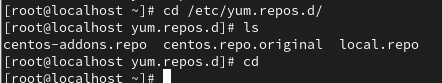 [root@localhost ~]# cd /etc/yum.repos.d/
[root@localhost yum.repos.d]# ls
centos-addons.repo  centos.repo.original  local.repo
[root@localhost yum.repos.d]# cd
[root@localhost ~]#